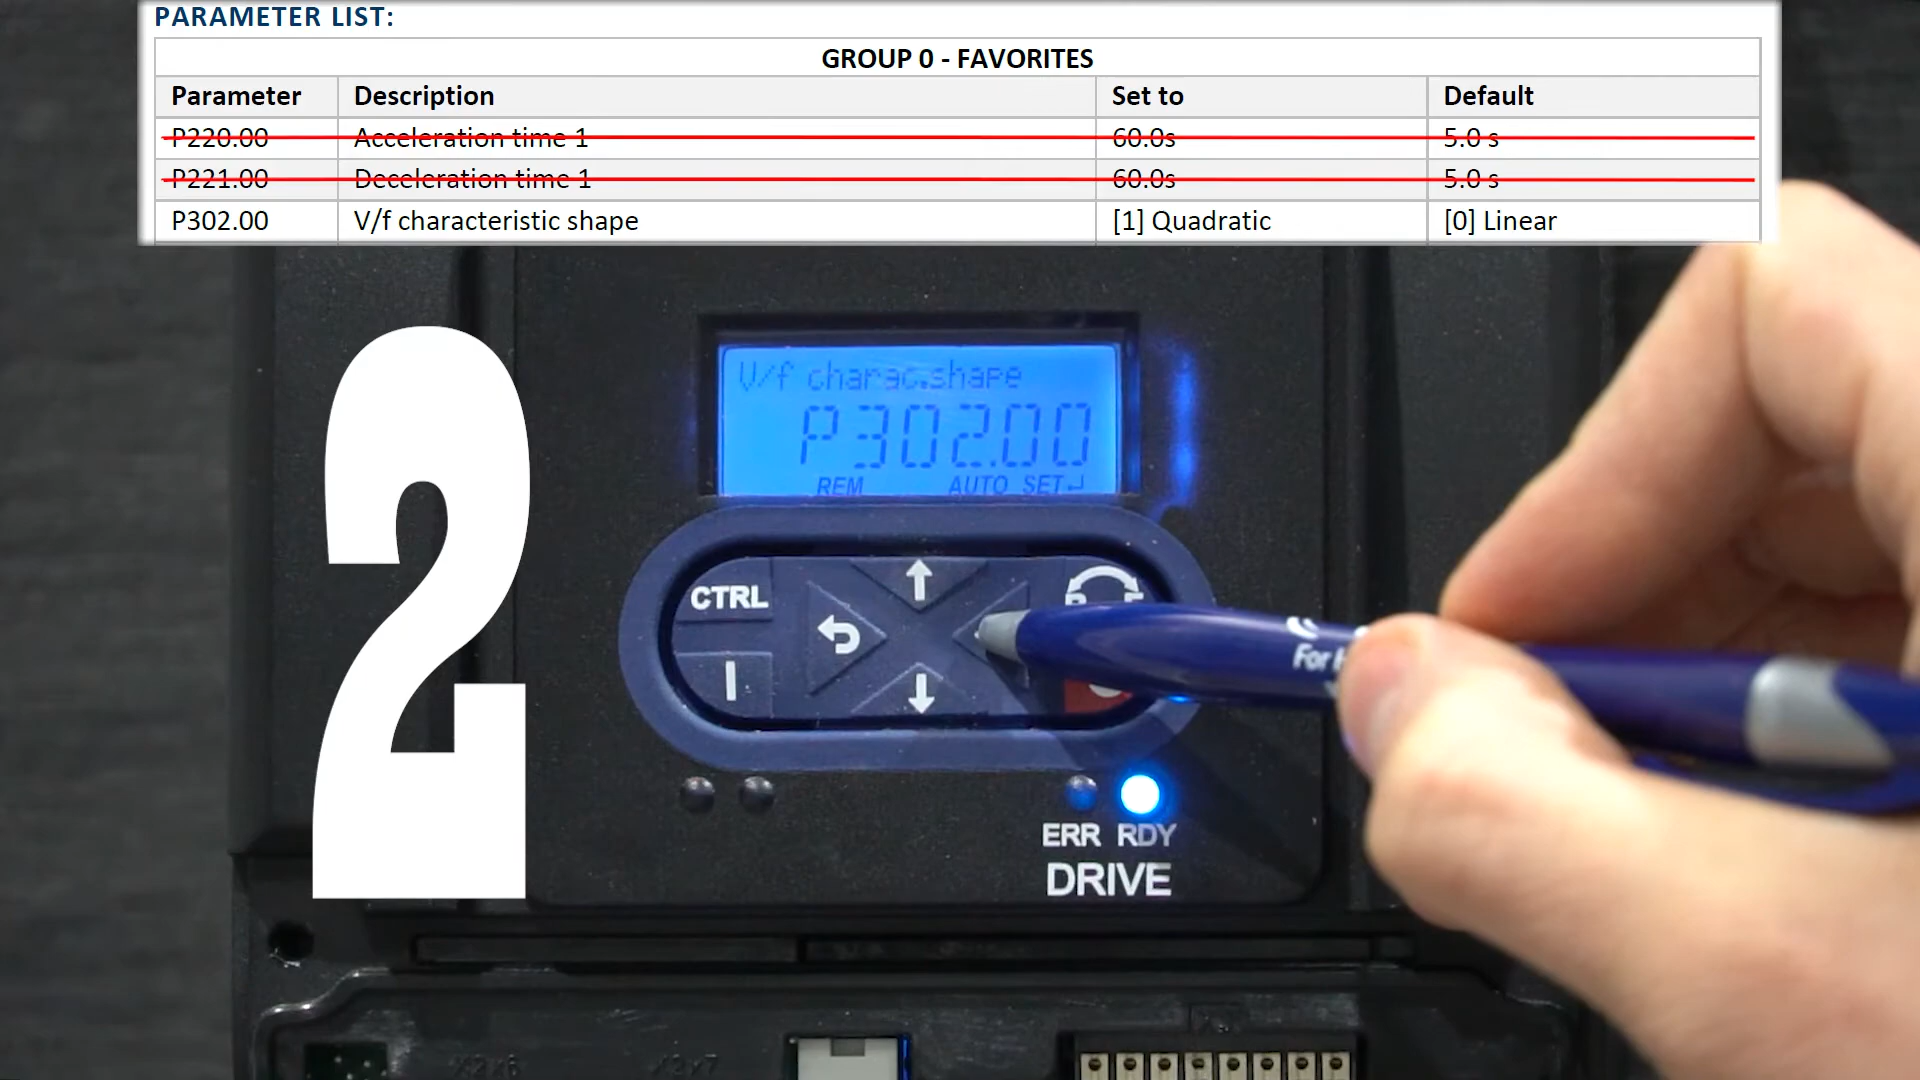 PARAMETER LIST:
GROUP 0 - FAVORITES
Parameter Description Set to Default
P220.00 Acceleration time 1 60.0s 5.0 s
P221.00 Deceleration time 1 60.0s 5.0 s
P302.00 V/f characteristic shape [1] Quadratic [0] Linear
2
V/f charac.shape
P302.00
REM AUTO SET
CTRL
I
For
ERR RDY
DRIVE